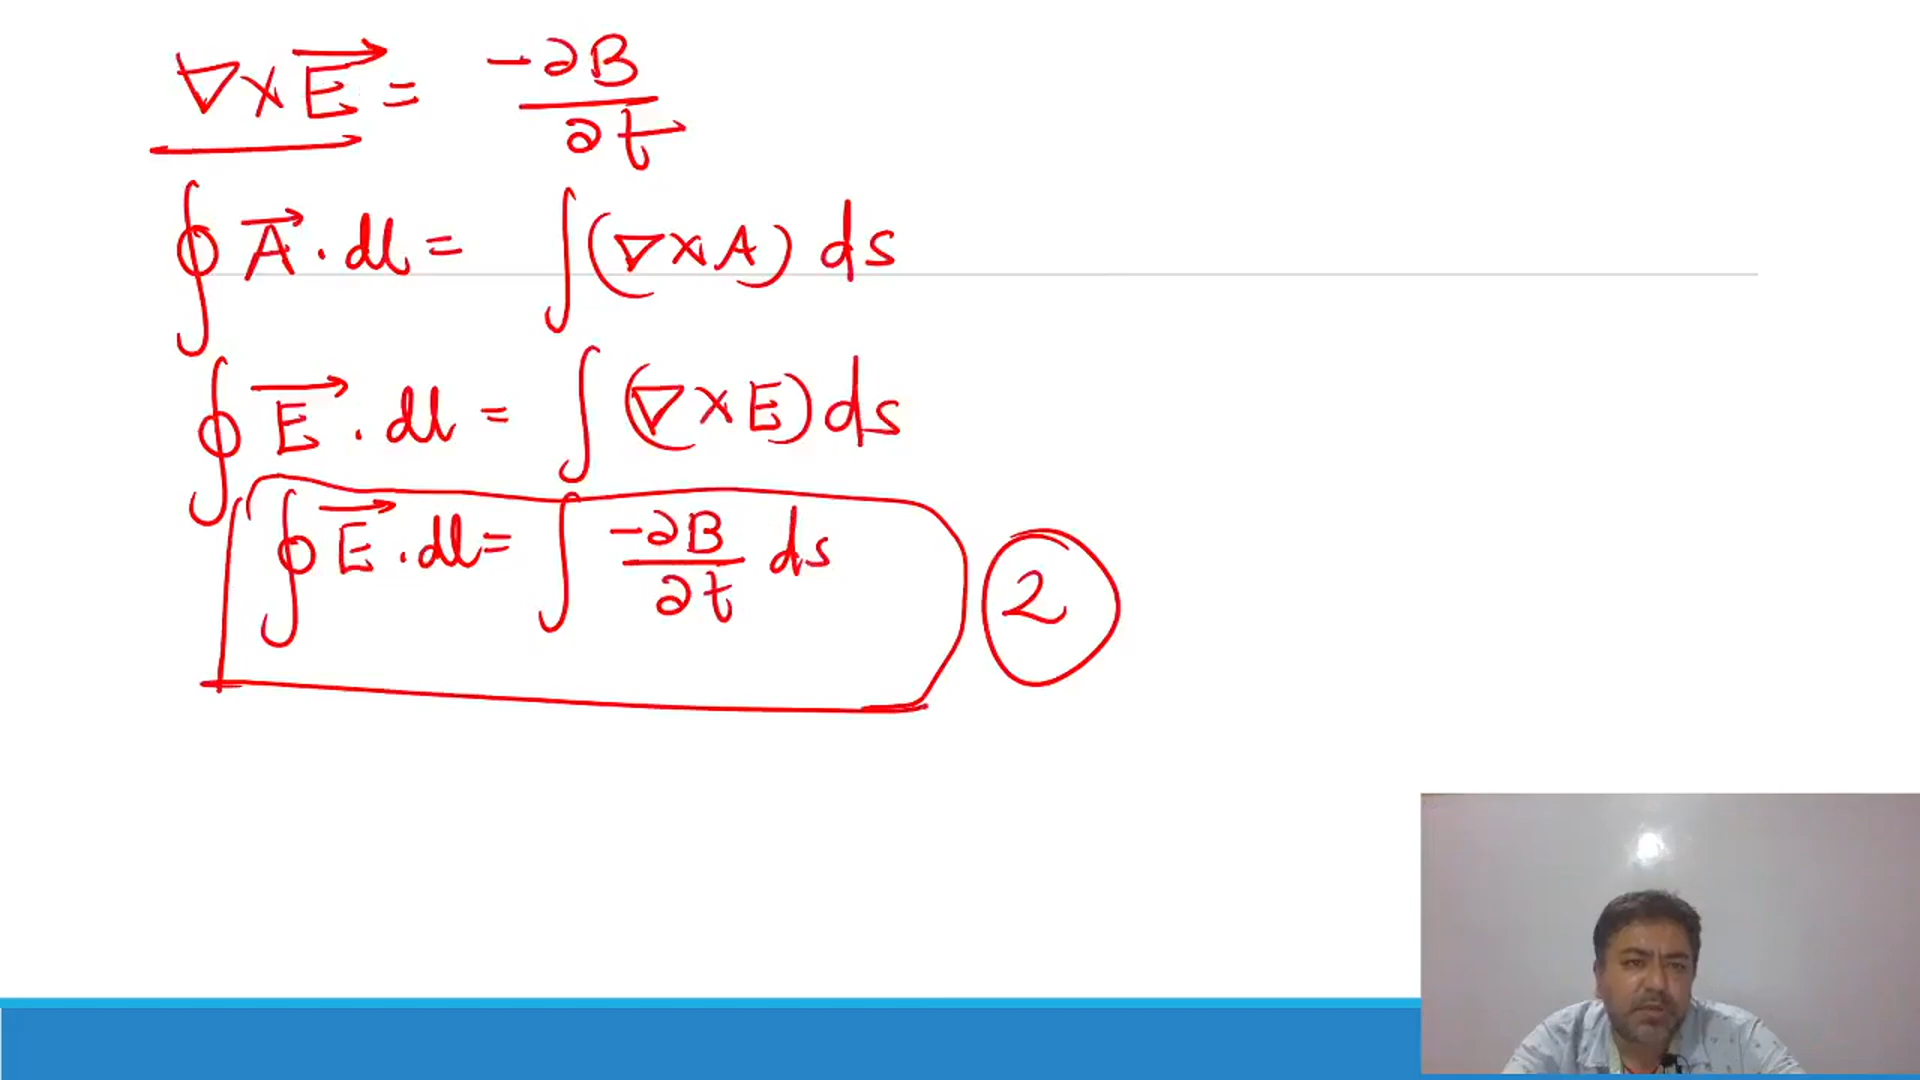 ∇×E⃗ = -∂B/∂t
∮ A⃗ · dl = ∫ (∇×A) ds
∮ E⃗ · dl = ∫ (∇×E) ds
∮ E⃗ · dl = ∫ -∂B/∂t ds 2